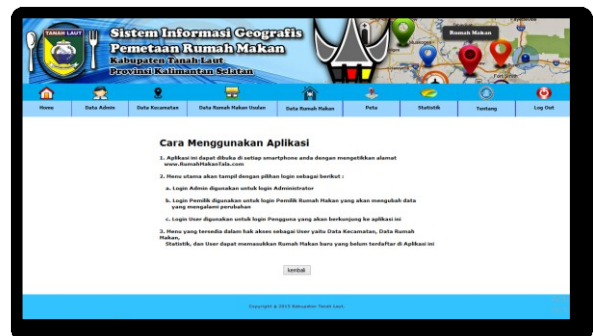 TANAH LAUT
Sistem Informasi Geografis
Pemetaan Rumah Makan
Kabupaten Tanah Laut
Provinsi Kalimantan Selatan
Rumah Makan
Home
Data Admin
Data Kecamatan
Data Rumah Makan Usulan
Data Rumah Makan
Peta
Statistik
Tentang
Log Out
Cara Menggunakan Aplikasi
1. Aplikasi ini dapat dibuka di setiap smartphone anda dengan mengetikkan alamat
www.RumahMakanTala.com
2. Menu utama akan tampil dengan pilihan login sebagai berikut :
a. Login Admin digunakan untuk login Administrator
b. Login Pemilik digunakan untuk login Pemilik Rumah Makan yang akan mengubah data
yang mengalami perubahan
c. Login User digunakan untuk login Pengguna yang akan berkunjung ke aplikasi ini
3. Menu yang tersedia dalam hak akses sebagai User yaitu Data Kecamatan, Data Rumah
Makan,
Statistik, dan User dapat memasukkan Rumah Makan baru yang belum terdaftar di Aplikasi ini
kembali
Copyright @ 2015 Kabupaten Tanah Laut.